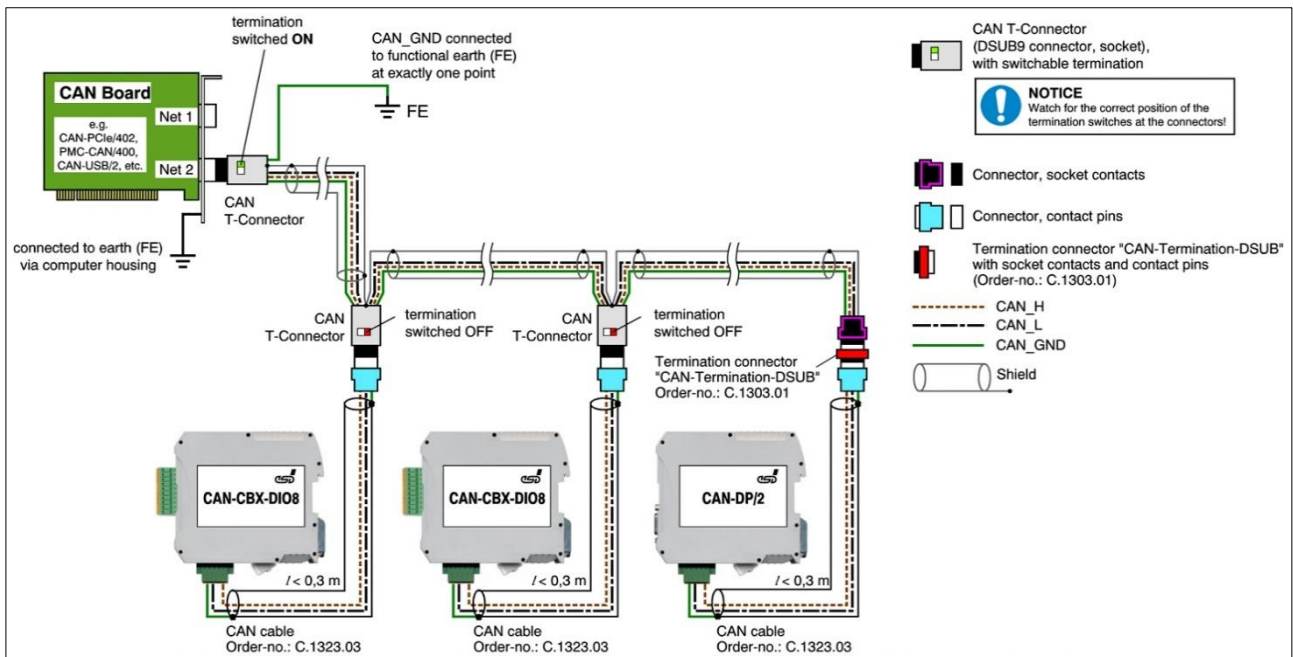 termination
switched ON
CAN_GND connected
to functional earth (FE)
at exactly one point
FE
CAN Board
e.g.
CAN-PCIe/402,
PMC-CAN/400,
CAN-USB/2, etc.
Net 1
Net 2
CAN
T-Connector
connected to earth (FE)
via computer housing
CAN T-Connector
(DSUB9 connector, socket),
with switchable termination
NOTICE
Watch for the correct position of the
termination switches at the connectors!
Connector, socket contacts
Connector, contact pins
Termination connector "CAN-Termination-DSUB"
with socket contacts and contact pins
(Order-no.: C.1303.01)
CAN_H
CAN_L
CAN_GND
Shield
CAN
T-Connector
termination
switched OFF
CAN
T-Connector
termination
switched OFF
Termination connector
"CAN-Termination-DSUB"
Order-no.: C.1303.01
esd
CAN-CBX-DIO8
l < 0,3 m
CAN cable
Order-no.: C.1323.03
esd
CAN-CBX-DIO8
l < 0,3 m
CAN cable
Order-no.: C.1323.03
esd
CAN-DP/2
l < 0,3 m
CAN cable
Order-no.: C.1323.03